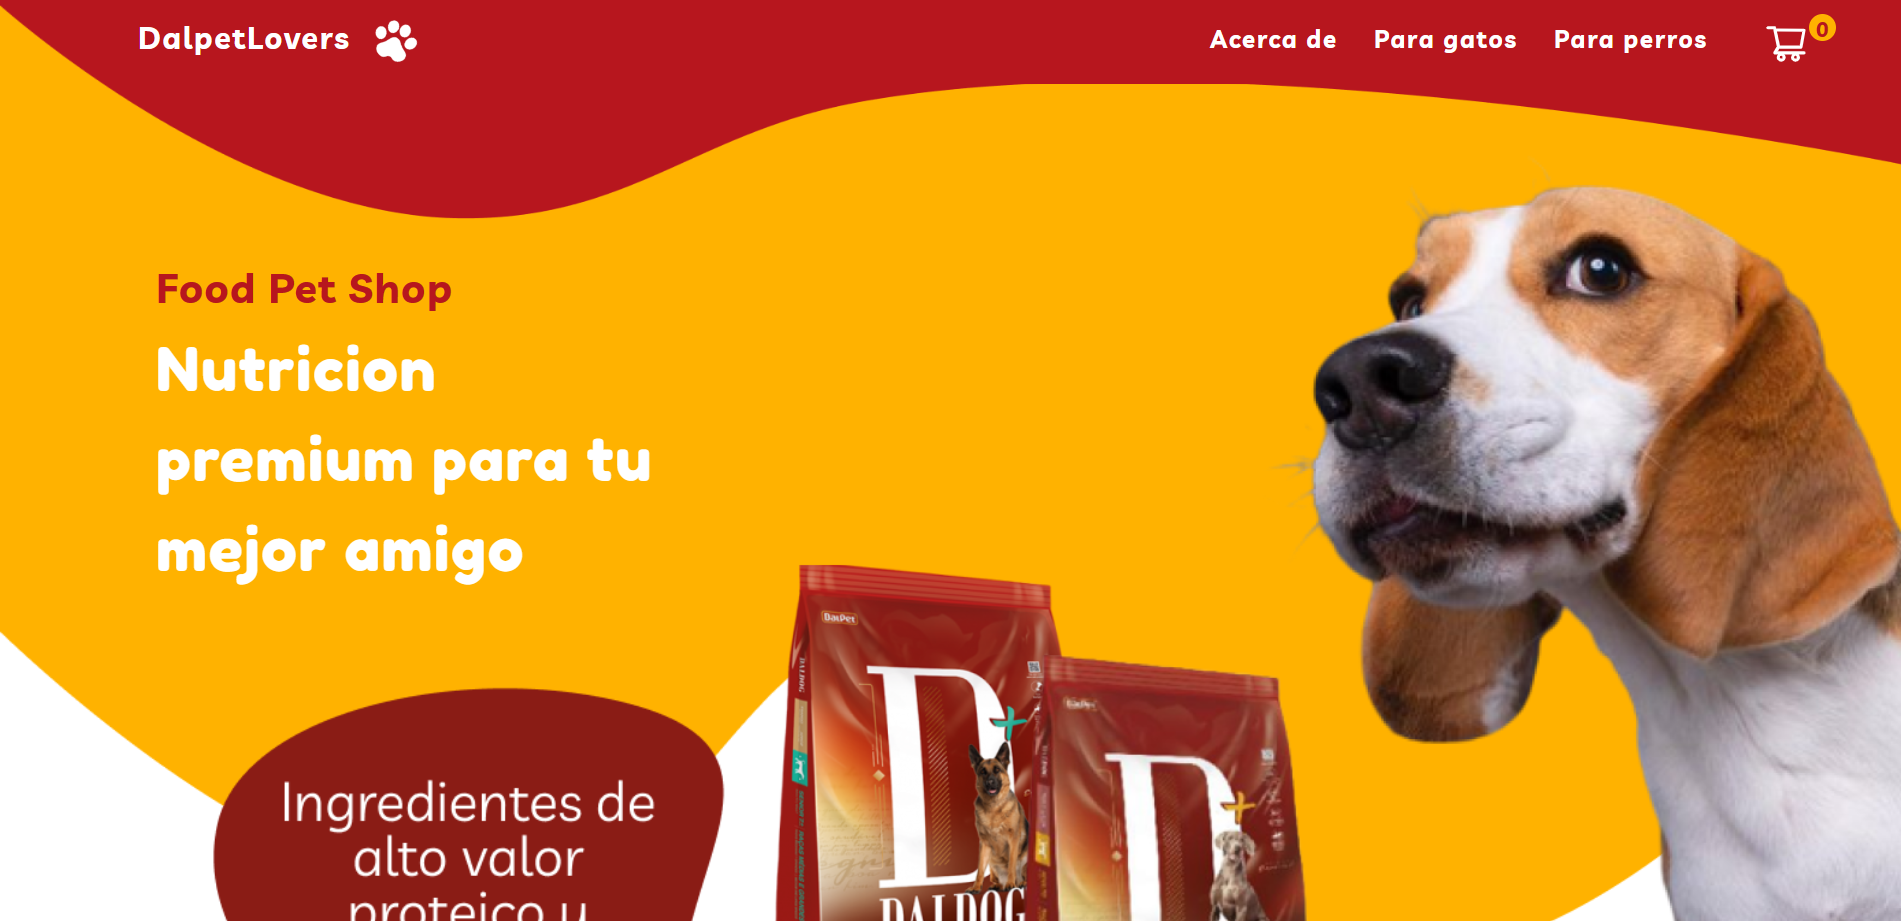 DalpetLovers
Acerca de
Para gatos
Para perros
0
Food Pet Shop
Nutricion
premium para tu
mejor amigo
Ingredientes de
alto valor
proteico y
DalPet
D+
DALDOG
DalPet
D+